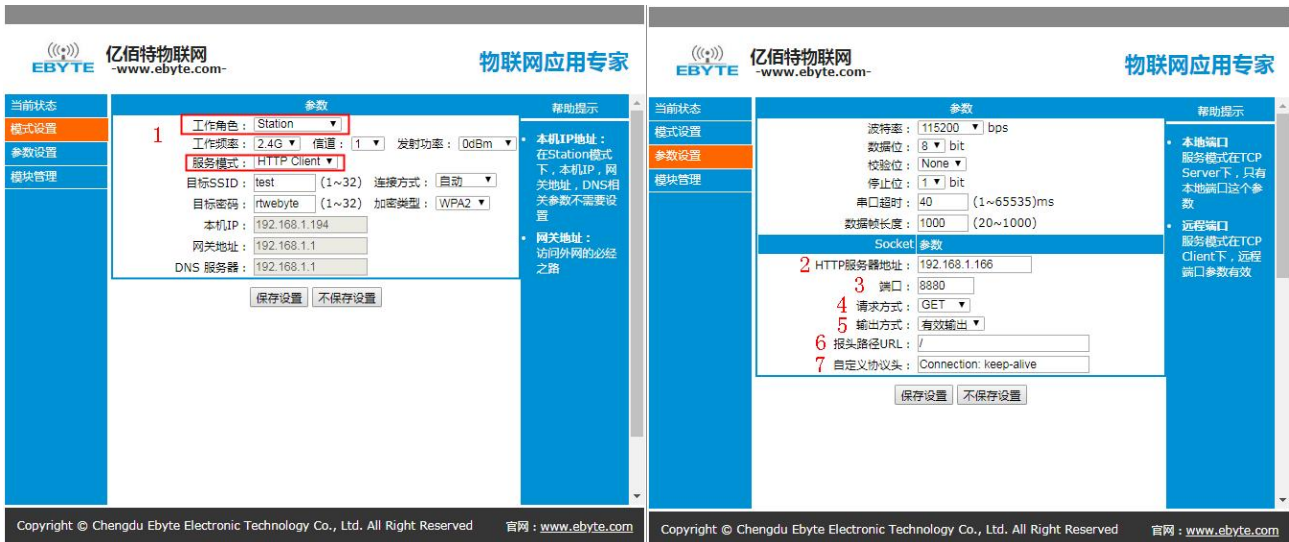 EBYTE
亿佰特物联网
-www.ebyte.com-
物联网应用专家
当前状态
模式设置
参数设置
模块管理
参数
1
工作角色： Station
工作频率： 2.4G 信道： 1 发射功率： 0dBm
服务模式： HTTP Client
目标SSID： test (1~32) 连接方式： 自动
目标密码： rtwebyte (1~32) 加密类型： WPA2
本机IP： 192.168.1.194
网关地址： 192.168.1.1
DNS 服务器： 192.168.1.1
保存设置 不保存设置
帮助提示
本机IP地址：
在Station模式
下，本机IP，网
关地址，DNS相
关参数不需要设
置
网关地址：
访问外网的必经
之路
Copyright © Chengdu Ebyte Electronic Technology Co., Ltd. All Right Reserved 官网：www.ebyte.com
EBYTE
亿佰特物联网
-www.ebyte.com-
物联网应用专家
当前状态
模式设置
参数设置
模块管理
参数
波特率： 115200 bps
数据位： 8 bit
校验位： None
停止位： 1 bit
串口超时： 40 (1~65535)ms
数据帧长度： 1000 (20~1000)
Socket 参数
2 HTTP服务器地址： 192.168.1.166
3 端口： 8880
4 请求方式： GET
5 输出方式： 有效输出
6 报头路径URL： /
7 自定义协议头： Connection: keep-alive
保存设置 不保存设置
帮助提示
本地端口
服务模式在TCP
Server下，只有
本地端口这个参
数
远程端口
服务模式在TCP
Client下，远程
端口参数有效
Copyright © Chengdu Ebyte Electronic Technology Co., Ltd. All Right Reserved 官网：www.ebyte.com